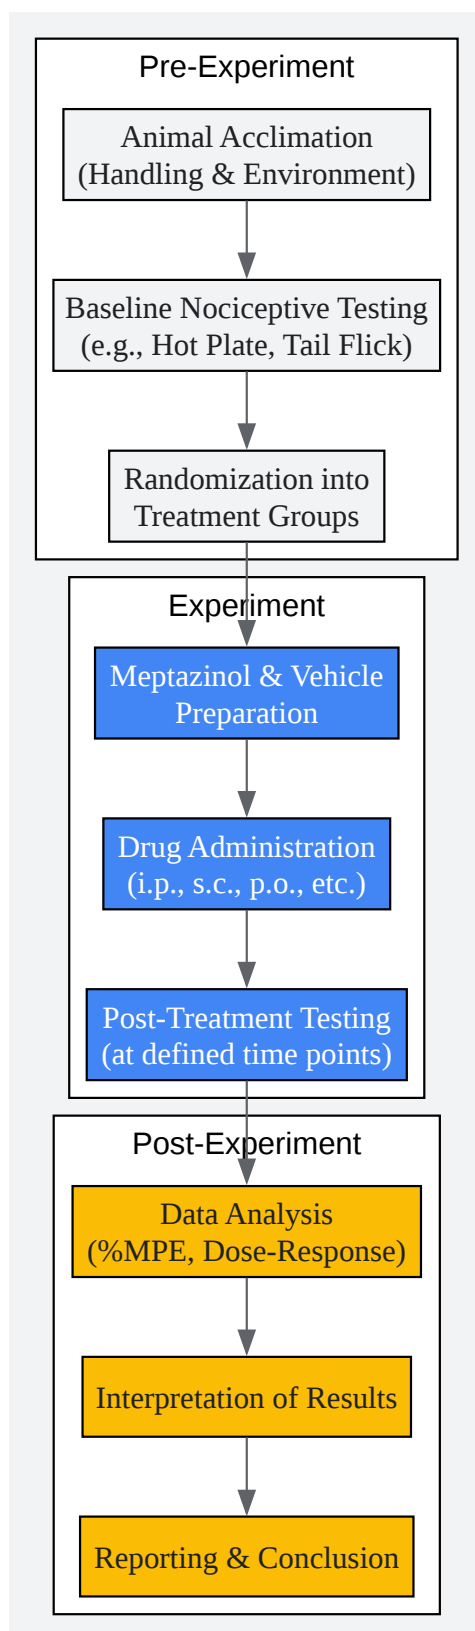 Pre-Experiment
Animal Acclimation
(Handling & Environment)
Baseline Nociceptive Testing
(e.g., Hot Plate, Tail Flick)
Randomization into
Treatment Groups
Experiment
Meptazinol & Vehicle
Preparation
Drug Administration
(i.p., s.c., p.o., etc.)
Post-Treatment Testing
(at defined time points)
Post-Experiment
Data Analysis
(%MPE, Dose-Response)
Interpretation of Results
Reporting & Conclusion